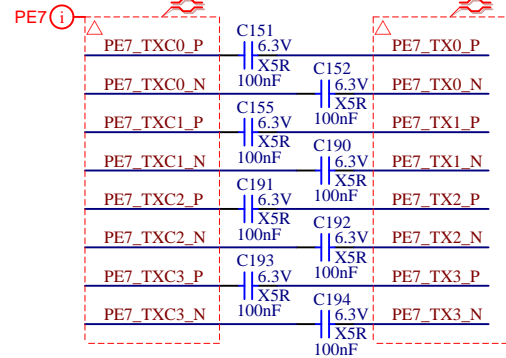 PE7 i
C151
PE7_TXC0_P 6.3V PE7_TX0_P
X5R
100nF
C152
PE7_TXC0_N 6.3V PE7_TX0_N
X5R
100nF
C155
PE7_TXC1_P 6.3V PE7_TX1_P
X5R
100nF
C190
PE7_TXC1_N 6.3V PE7_TX1_N
X5R
100nF
C191
PE7_TXC2_P 6.3V PE7_TX2_P
X5R
100nF
C192
PE7_TXC2_N 6.3V PE7_TX2_N
X5R
100nF
C193
PE7_TXC3_P 6.3V PE7_TX3_P
X5R
100nF
C194
PE7_TXC3_N 6.3V PE7_TX3_N
X5R
100nF